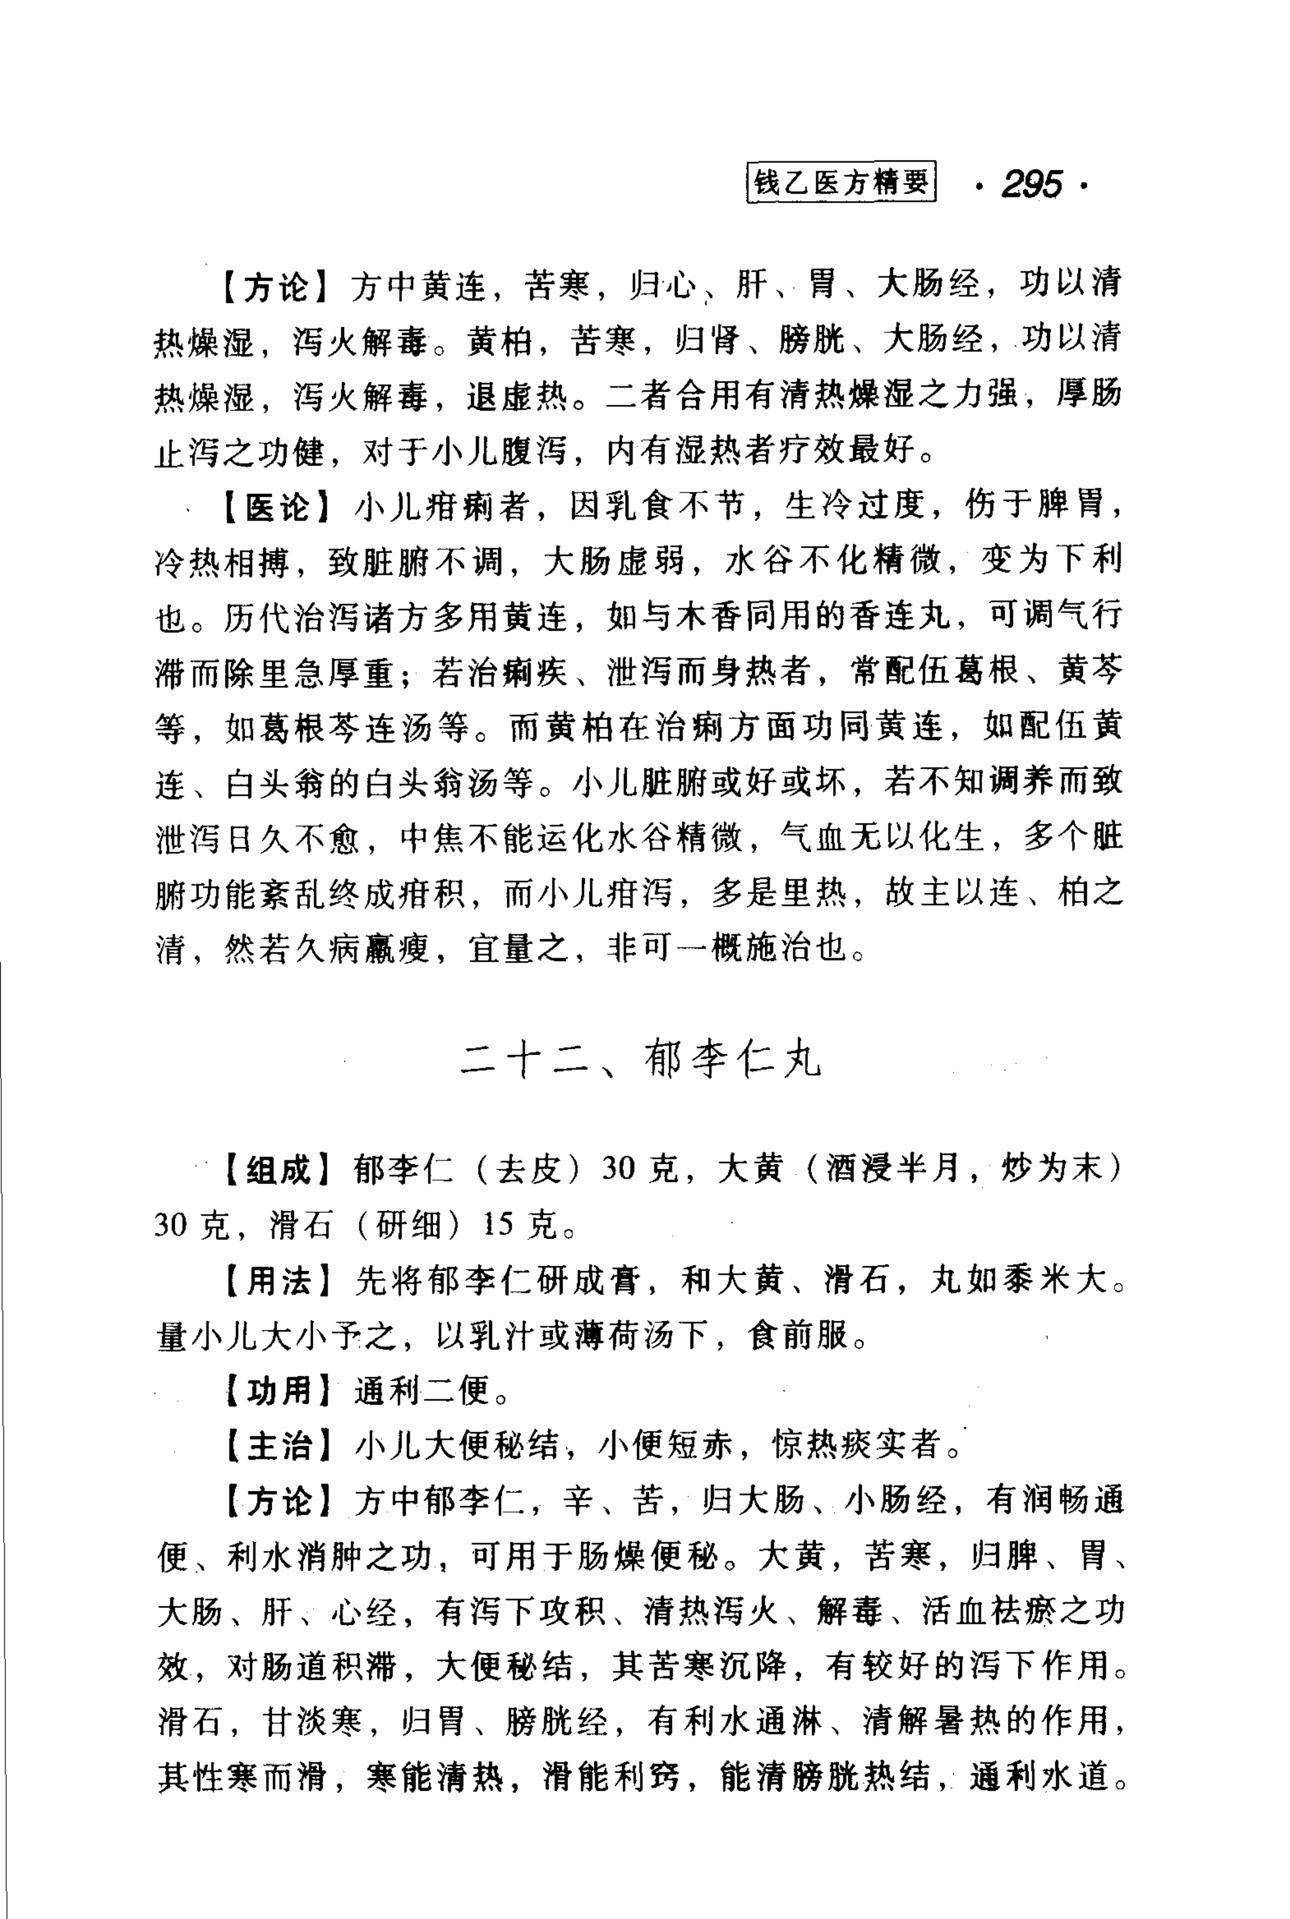 钱乙医方精要 · 295 ·
【方论】方中黄连，苦寒，归心、肝、胃、大肠经，功以清
热燥湿，泻火解毒。黄柏，苦寒，归肾、膀胱、大肠经，功以清
热燥湿，泻火解毒，退虚热。二者合用有清热燥湿之力强，厚肠
止泻之功健，对于小儿腹泻，内有湿热者疗效最好。
【医论】小儿疳痢者，因乳食不节，生冷过度，伤于脾胃，
冷热相搏，致脏腑不调，大肠虚弱，水谷不化精微，变为下利
也。历代治泻诸方多用黄连，如与木香同用的香连丸，可调气行
滞而除里急厚重；若治痢疾、泄泻而身热者，常配伍葛根、黄芩
等，如葛根芩连汤等。而黄柏在治痢方面功同黄连，如配伍黄
连、白头翁的白头翁汤等。小儿脏腑或好或坏，若不知调养而致
泄泻日久不愈，中焦不能运化水谷精微，气血无以化生，多个脏
腑功能紊乱终成疳积，而小儿疳泻，多是里热，故主以连、柏之
清，然若久病羸瘦，宜量之，非可一概施治也。
二十二、郁李仁丸
【组成】郁李仁（去皮）30 克，大黄（酒浸半月，炒为末）
30 克，滑石（研细）15 克。
【用法】先将郁李仁研成膏，和大黄、滑石，丸如黍米大。
量小儿大小予之，以乳汁或薄荷汤下，食前服。
【功用】通利二便。
【主治】小儿大便秘结，小便短赤，惊热痰实者。
【方论】方中郁李仁，辛、苦，归大肠、小肠经，有润畅通
便、利水消肿之功，可用于肠燥便秘。大黄，苦寒，归脾、胃、
大肠、肝、心经，有泻下攻积、清热泻火、解毒、活血祛瘀之功
效，对肠道积滞，大便秘结，其苦寒沉降，有较好的泻下作用。
滑石，甘淡寒，归胃、膀胱经，有利水通淋、清解暑热的作用，
其性寒而滑，寒能清热，滑能利窍，能清膀胱热结，通利水道。